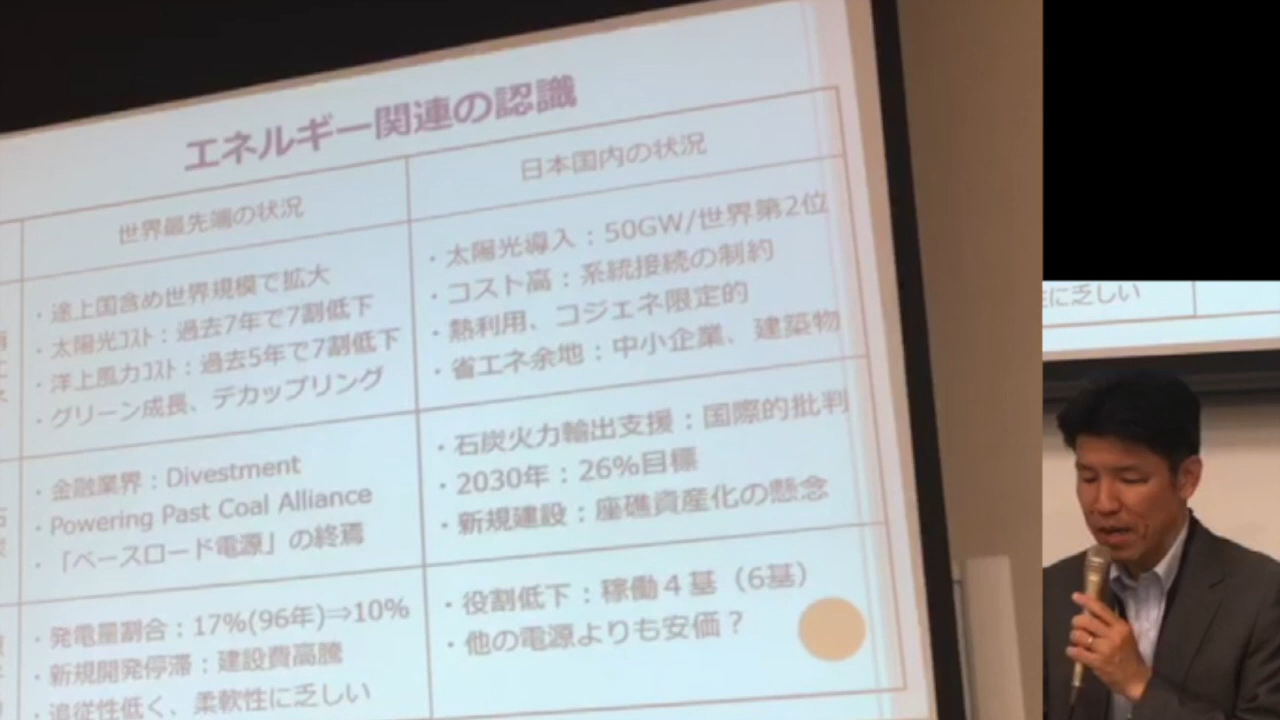 エネルギー関連の認識
世界最先端の状況
日本国内の状況
・途上国含め世界規模で拡大
・太陽光ｺｽﾄ：過去7年で7割低下
・洋上風力ｺｽﾄ：過去5年で7割低下
・グリーン成長、デカップリング
・太陽光導入：50GW/世界第2位
・コスト高：系統接続の制約
・熱利用、コジェネ限定的
・省エネ余地：中小企業、建築物
・金融業界：Divestment
・Powering Past Coal Alliance
・「ベースロード電源」の終焉
・石炭火力輸出支援：国際的批判
・2030年：26%目標
・新規建設：座礁資産化の懸念
・発電量割合：17%(96年)⇒10%
・新規開発停滞：建設費高騰
・追従性低く、柔軟性に乏しい
・役割低下：稼働４基（6基）
・他の電源よりも安価？
に乏しい